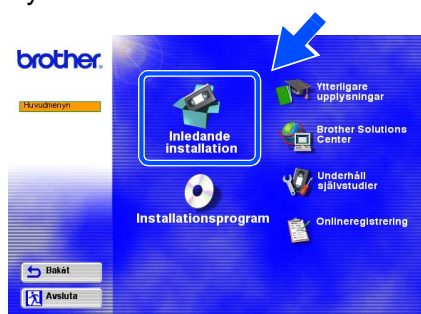 brother.
Huvudmenyn
Inledande
installation
Installationsprogram
Ytterligare
upplysningar
Brother Solutions
Center
Underhåll
självstudier
Onlineregistrering
Bakåt
Avsluta